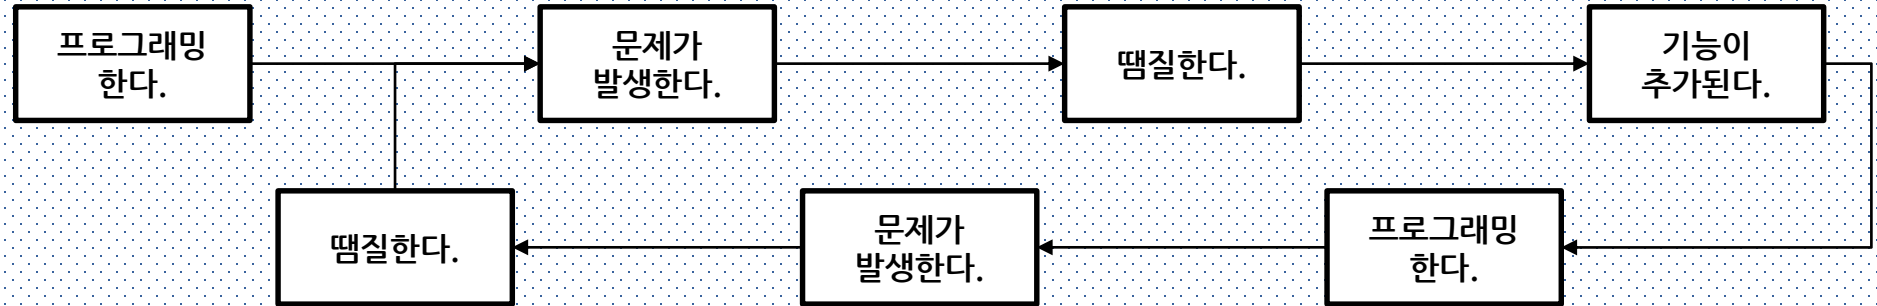 프로그래밍
한다.
문제가
발생한다.
땜질한다.
기능이
추가된다.
프로그래밍
한다.
문제가
발생한다.
땜질한다.